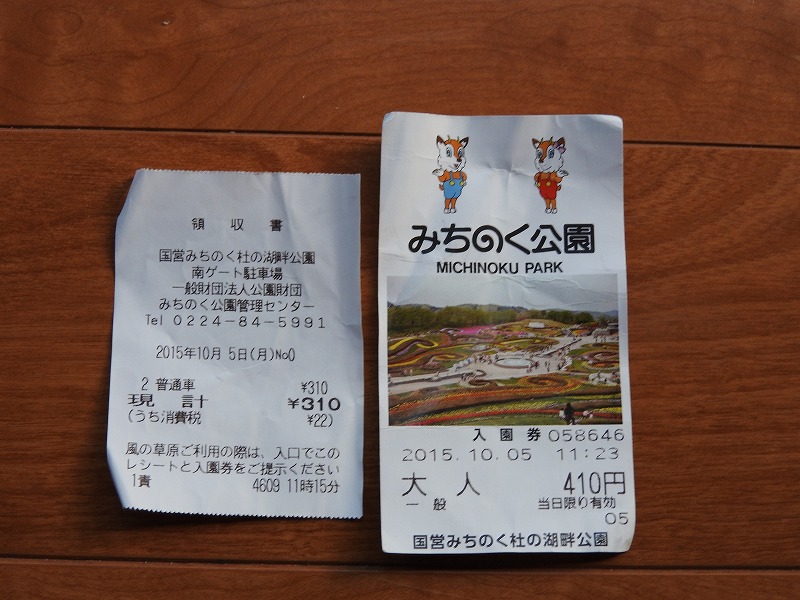 領収書
国営みちのく杜の湖畔公園
南ゲート駐車場
一般財団法人公園財団
みちのく公園管理センター
Tel 0224-84-5991
2015年10月 5日(月)No0
2 普通車 ¥310
現計 ¥310
(うち消費税 ¥22)
風の草原ご利用の際は、入口でこの
レシートと入園券をご提示ください
1責 4609 11時15分
みちのく公園
MICHINOKU PARK
入園券 058646
2015.10.05 11:23
大人 410円
一般 当日限り有効
05
国営みちのく杜の湖畔公園